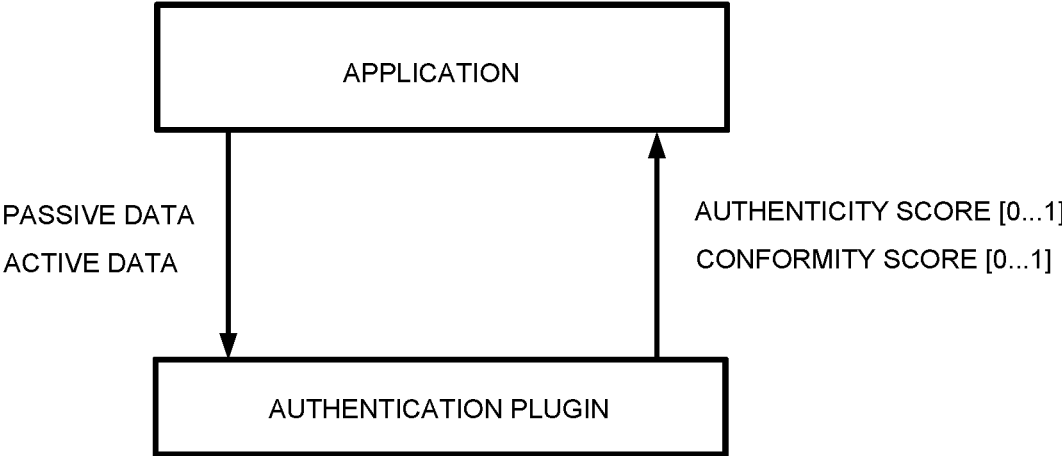 APPLICATION
PASSIVE DATA
ACTIVE DATA
AUTHENTICITY SCORE [0...1]
CONFORMITY SCORE [0...1]
AUTHENTICATION PLUGIN